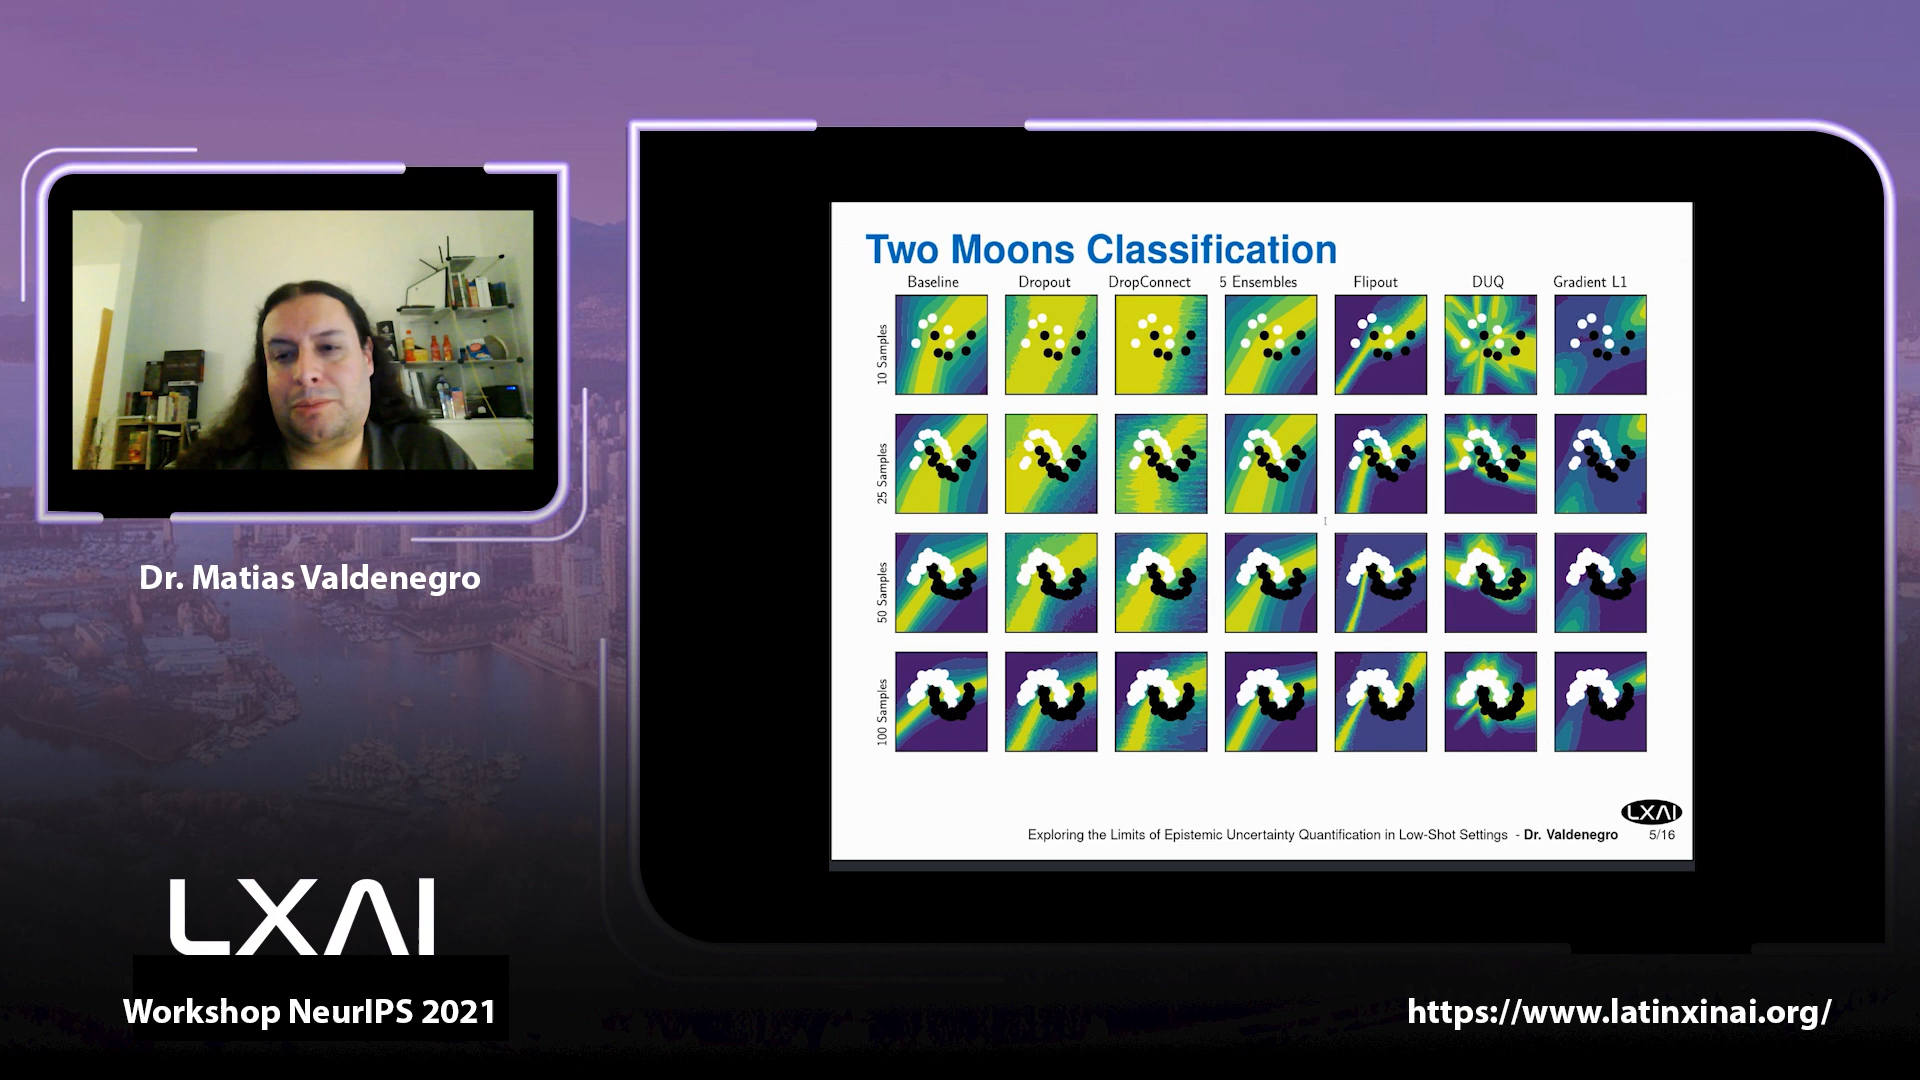 Two Moons Classification
Baseline Dropout DropConnect 5 Ensembles Flipout DUQ Gradient L1
10 Samples
25 Samples
50 Samples
100 Samples
LXAI
Exploring the Limits of Epistemic Uncertainty Quantification in Low-Shot Settings - Dr. Valdenegro 5/16
Dr. Matias Valdenegro
LXAI
Workshop NeurIPS 2021
https://www.latinxinai.org/